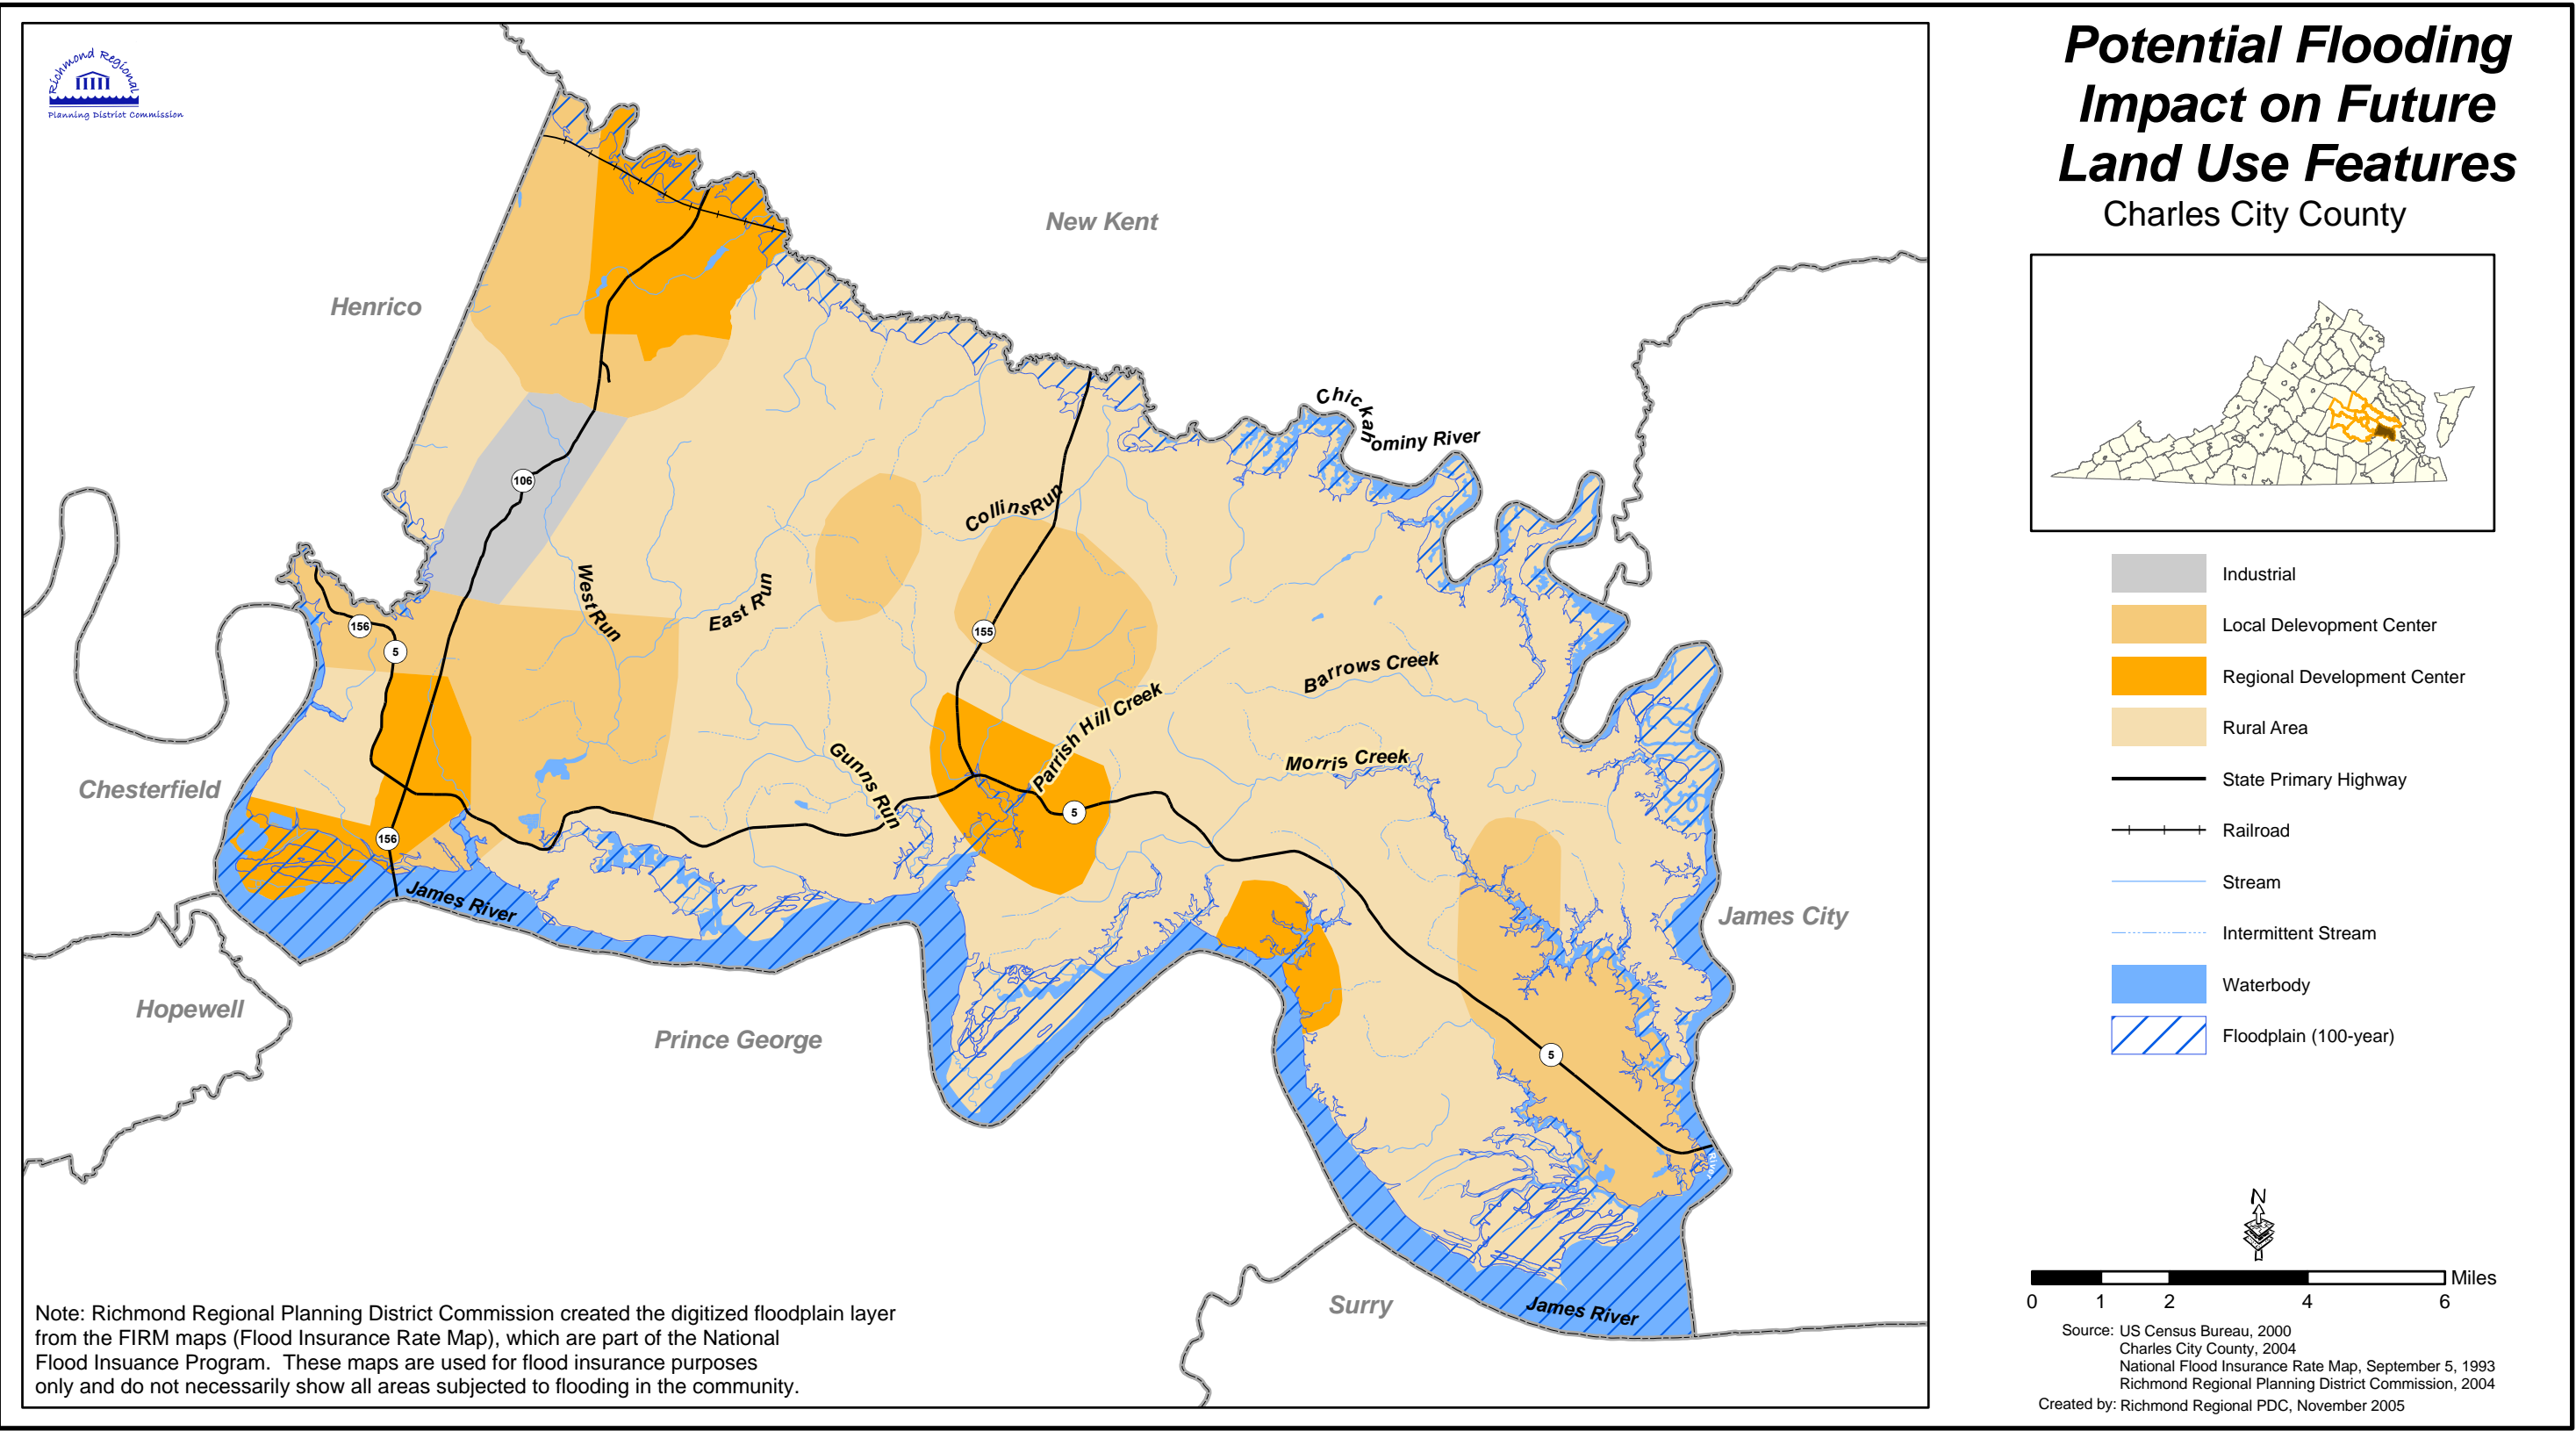 Richmond Regional
Planning District Commission
Potential Flooding
Impact on Future
Land Use Features
Charles City County
New Kent
Henrico
Chickahominy River
106
Collins Run
West Run
East Run
156
5
155
Barrows Creek
Parrish Hill Creek
Morris Creek
Gunns Run
Chesterfield
5
156
James River
James City
Hopewell
Prince George
5
River
Surry
James River
Industrial
Local Delevopment Center
Regional Development Center
Rural Area
State Primary Highway
Railroad
Stream
Intermittent Stream
Waterbody
Floodplain (100-year)
N
Miles
0 1 2 4 6
Source: US Census Bureau, 2000
Charles City County, 2004
National Flood Insurance Rate Map, September 5, 1993
Richmond Regional Planning District Commission, 2004
Created by: Richmond Regional PDC, November 2005
Note: Richmond Regional Planning District Commission created the digitized floodplain layer
from the FIRM maps (Flood Insurance Rate Map), which are part of the National
Flood Insuance Program.  These maps are used for flood insurance purposes
only and do not necessarily show all areas subjected to flooding in the community.